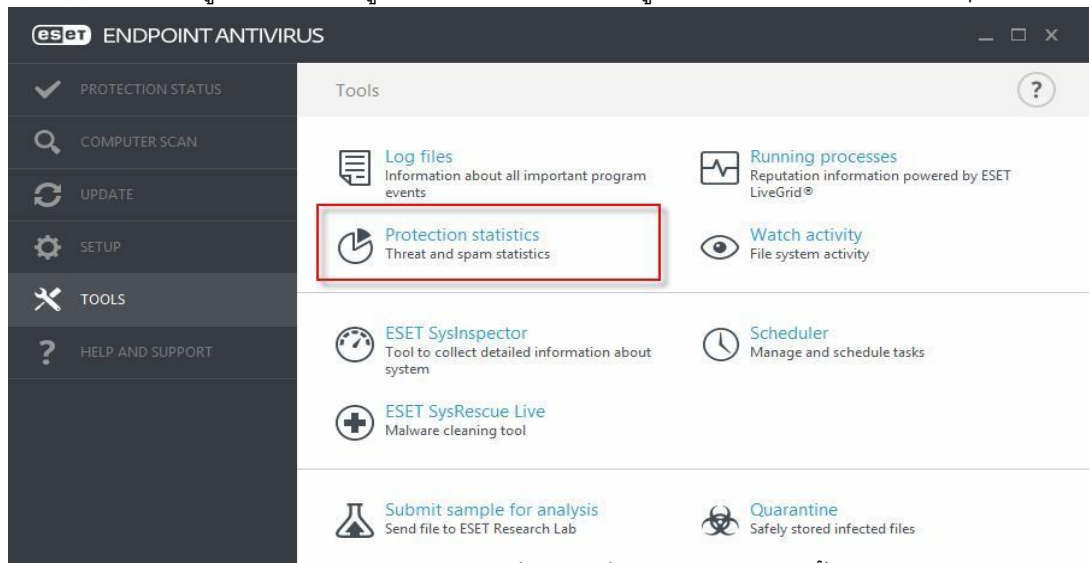 eset ENDPOINT ANTIVIRUS
PROTECTION STATUS
COMPUTER SCAN
UPDATE
SETUP
TOOLS
HELP AND SUPPORT
Tools
?
Log files
Information about all important program
events
Running processes
Reputation information powered by ESET
LiveGrid®
Protection statistics
Threat and spam statistics
Watch activity
File system activity
ESET SysInspector
Tool to collect detailed information about
system
Scheduler
Manage and schedule tasks
ESET SysRescue Live
Malware cleaning tool
Submit sample for analysis
Send file to ESET Research Lab
Quarantine
Safely stored infected files